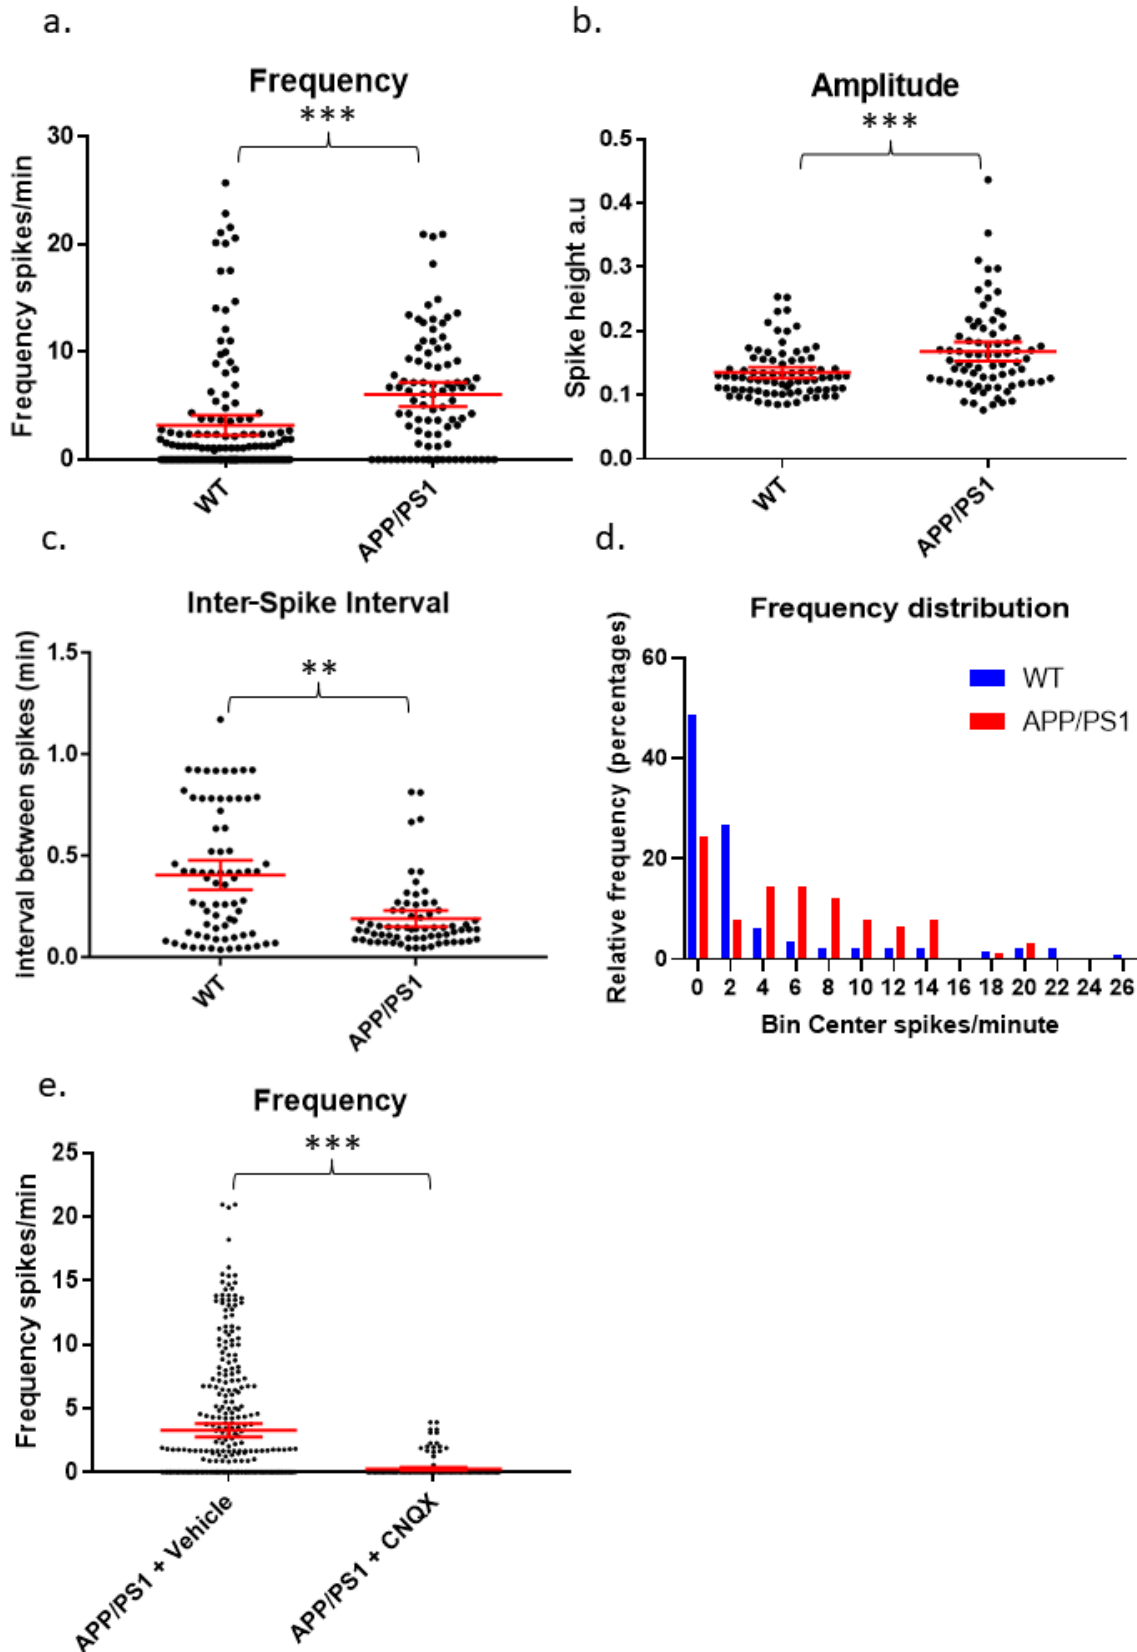 a.
Frequency
***
Frequency spikes/min
30
20
10
0
WT
APP/PS1
b.
Amplitude
***
Spike height a.u
0.5
0.4
0.3
0.2
0.1
0.0
WT
APP/PS1
c.
Inter-Spike Interval
**
interval between spikes (min)
1.5
1.0
0.5
0.0
WT
APP/PS1
d.
Frequency distribution
Relative frequency (percentages)
60
40
20
0
WT
APP/PS1
0 2 4 6 8 10 12 14 16 18 20 22 24 26
Bin Center spikes/minute
e.
Frequency
***
Frequency spikes/min
25
20
15
10
5
0
APP/PS1 + Vehicle
APP/PS1 + CNQX